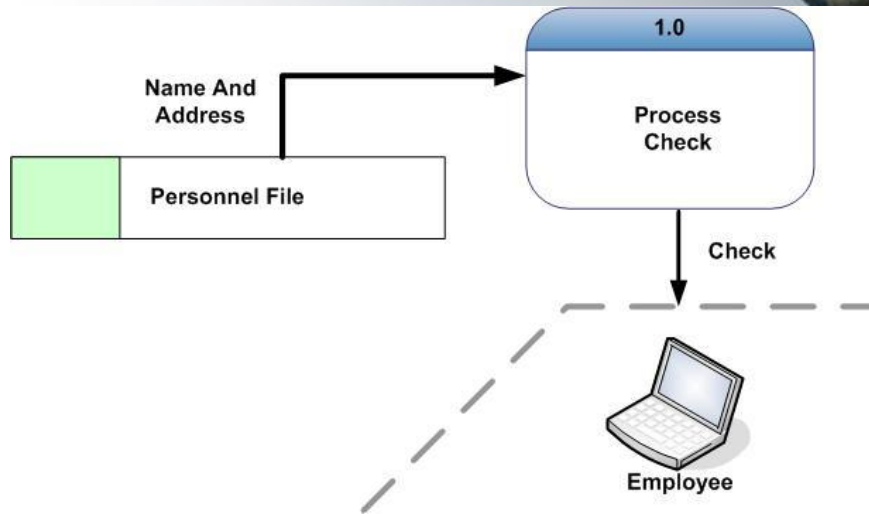 1.0
Name And
Address
Process
Check
Personnel File
Check
Employee